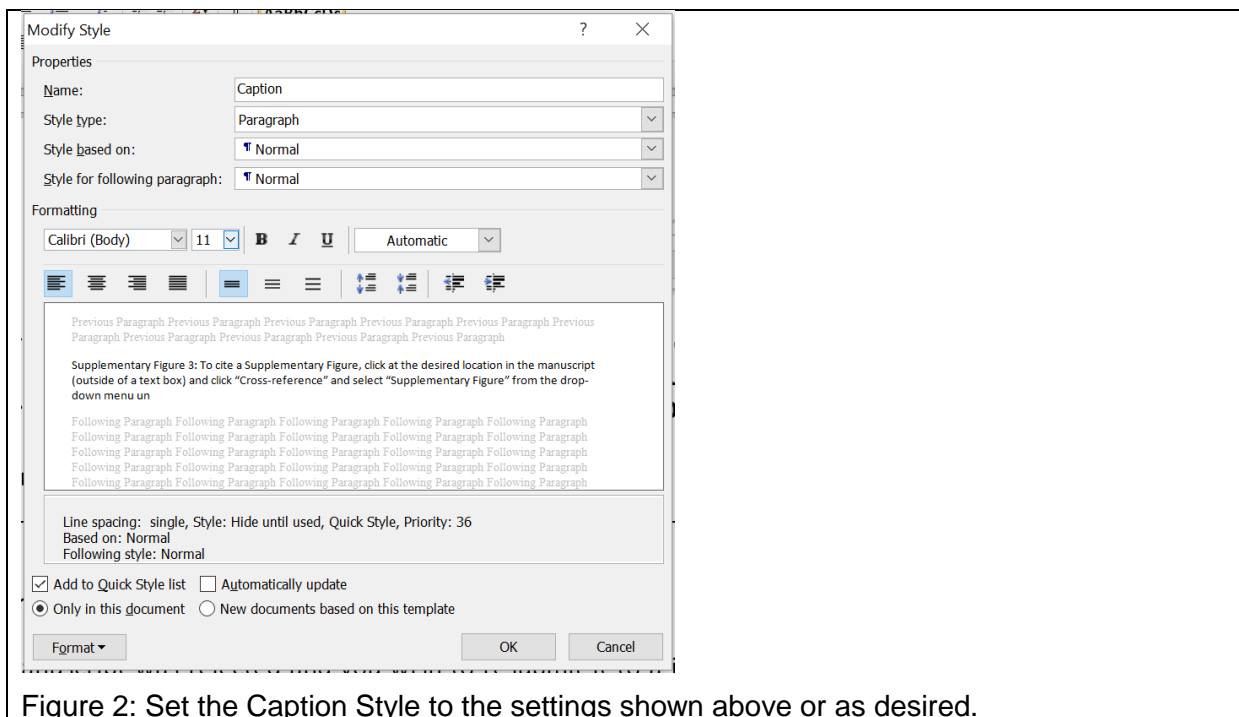 AaBbCcDc
Modify Style ? ×
Properties
Name: Caption
Style type: Paragraph
Style based on: ¶ Normal
Style for following paragraph: ¶ Normal
Formatting
Calibri (Body) 11 B I U Automatic
Previous Paragraph Previous Paragraph Previous Paragraph Previous Paragraph Previous Paragraph Previous
Paragraph Previous Paragraph Previous Paragraph Previous Paragraph Previous Paragraph
Supplementary Figure 3: To cite a Supplementary Figure, click at the desired location in the manuscript
(outside of a text box) and click “Cross-reference” and select “Supplementary Figure” from the drop-
down menu un
Following Paragraph Following Paragraph Following Paragraph Following Paragraph Following Paragraph
Following Paragraph Following Paragraph Following Paragraph Following Paragraph Following Paragraph
Following Paragraph Following Paragraph Following Paragraph Following Paragraph Following Paragraph
Following Paragraph Following Paragraph Following Paragraph Following Paragraph Following Paragraph
Following Paragraph Following Paragraph Following Paragraph Following Paragraph Following Paragraph
Line spacing: single, Style: Hide until used, Quick Style, Priority: 36
Based on: Normal
Following style: Normal
Add to Quick Style list Automatically update
Only in this document New documents based on this template
Format OK Cancel
Figure 2: Set the Caption Style to the settings shown above or as desired.